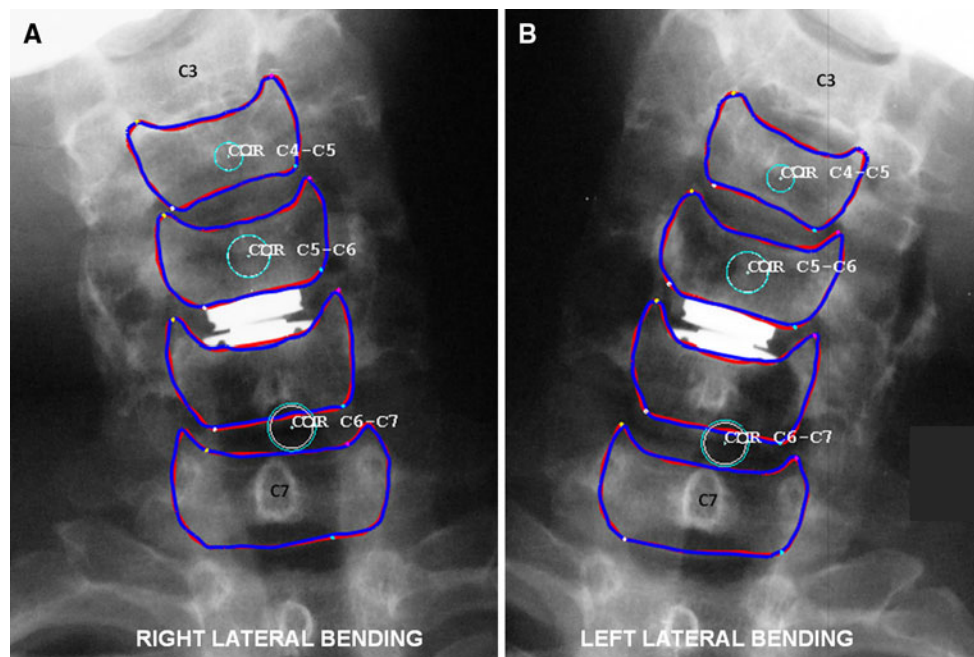 A
C3
COR C4-C5
COR C5-C6
COR C6-C7
C7
RIGHT LATERAL BENDING
B
C3
COR C4-C5
COR C5-C6
COR C6-C7
C7
LEFT LATERAL BENDING